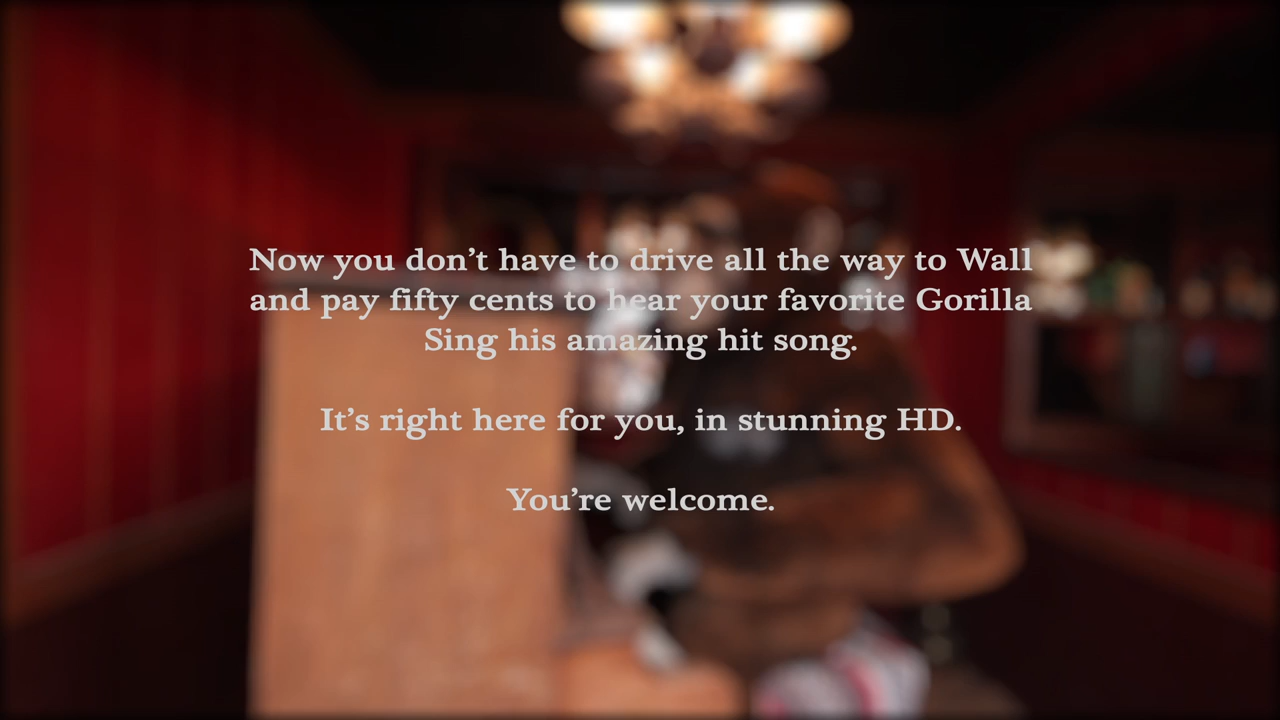 Now you don’t have to drive all the way to Wall
and pay fifty cents to hear your favorite Gorilla
Sing his amazing hit song.
It’s right here for you, in stunning HD.
You’re welcome.